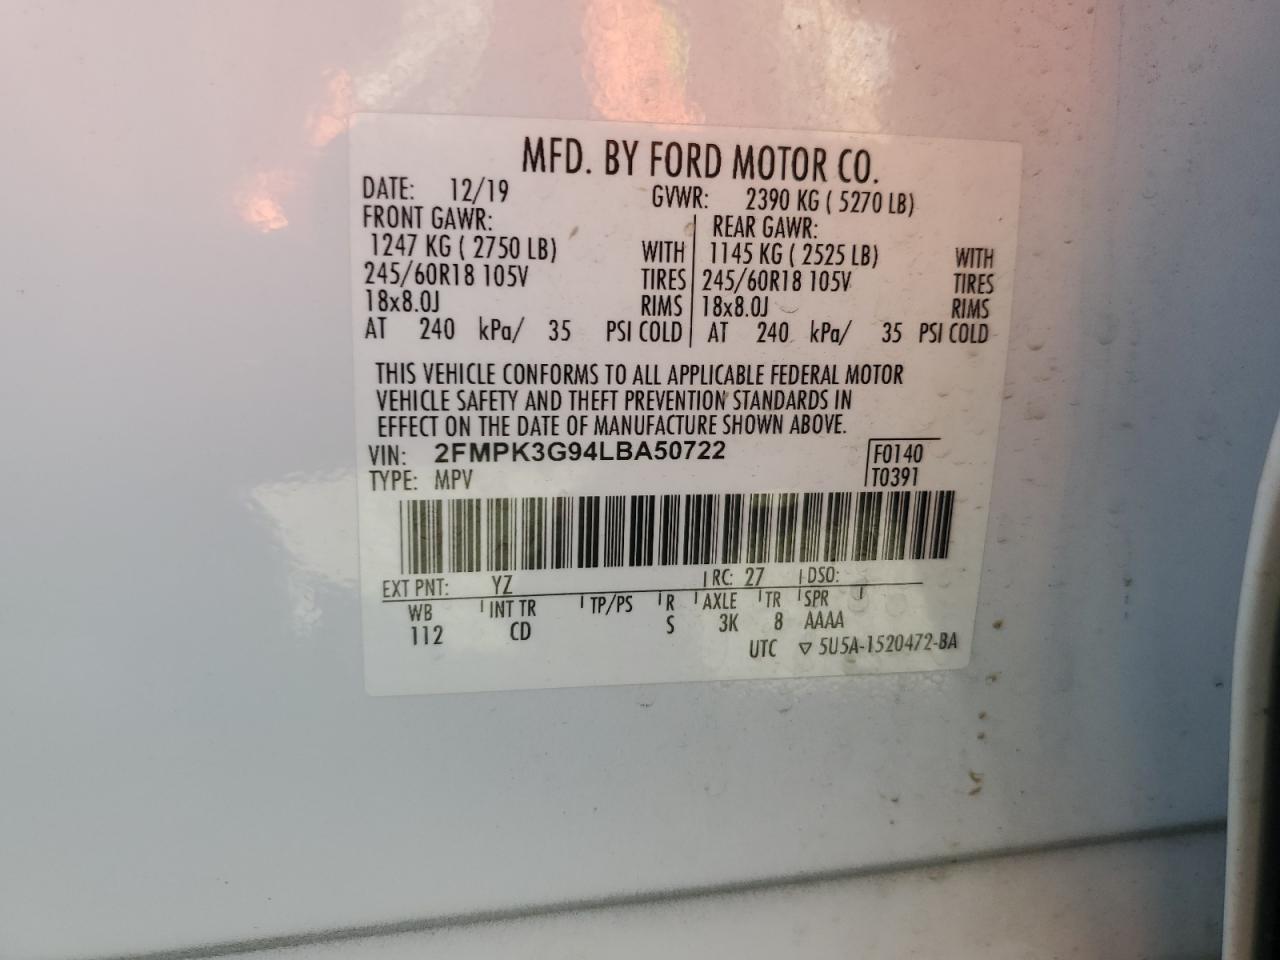 MFD. BY FORD MOTOR CO.
DATE: 12/19 GVWR: 2390 KG ( 5270 LB)
FRONT GAWR: REAR GAWR:
1247 KG ( 2750 LB) WITH 1145 KG ( 2525 LB) WITH
245/60R18 105V TIRES 245/60R18 105V TIRES
18x8.0J RIMS 18x8.0J RIMS
AT 240 kPa/ 35 PSI COLD AT 240 kPa/ 35 PSI COLD
THIS VEHICLE CONFORMS TO ALL APPLICABLE FEDERAL MOTOR
VEHICLE SAFETY AND THEFT PREVENTION STANDARDS IN
EFFECT ON THE DATE OF MANUFACTURE SHOWN ABOVE.
VIN: 2FMPK3G94LBA50722 F0140
TYPE: MPV T0391
EXT PNT: YZ RC: 27 DSO:
WB INT TR TP/PS R AXLE TR SPR
112 CD S 3K 8 AAAA
UTC ▽ 5U5A-1520472-BA